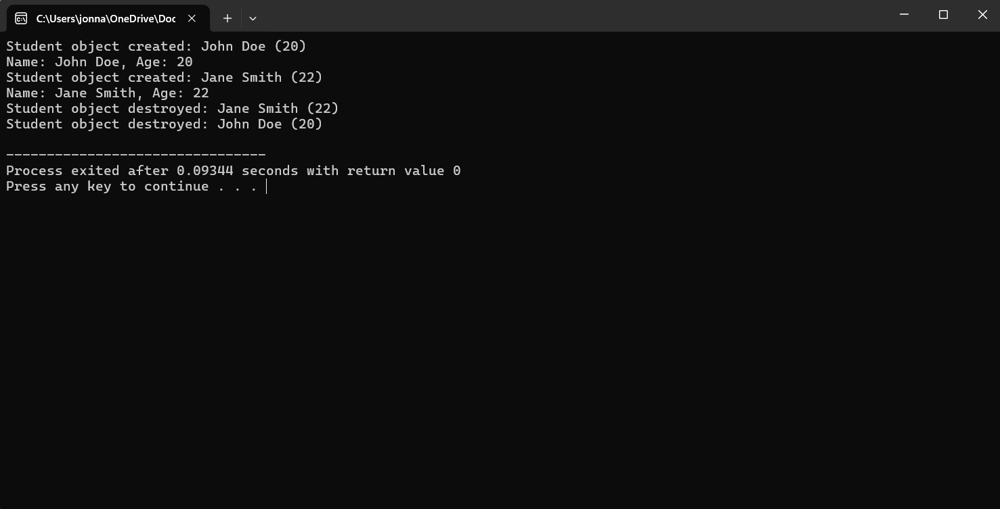 C:\Users\jonna\OneDrive\Doc
Student object created: John Doe (20)
Name: John Doe, Age: 20
Student object created: Jane Smith (22)
Name: Jane Smith, Age: 22
Student object destroyed: Jane Smith (22)
Student object destroyed: John Doe (20)
--------------------------------
Process exited after 0.09344 seconds with return value 0
Press any key to continue . . .